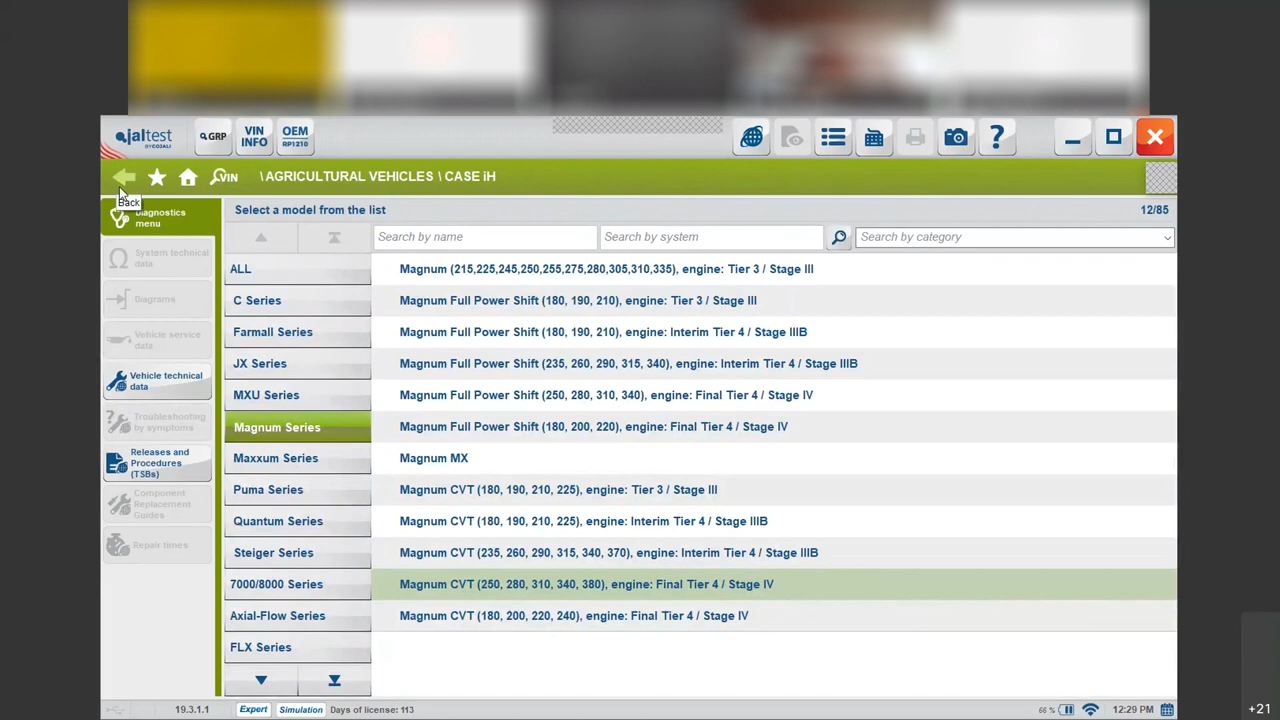 jaltest
BY COJALI
GRP
VIN
INFO
OEM
RP1210
?
VIN
\ AGRICULTURAL VEHICLES \ CASE iH
Back
Diagnostics
menu
System technical
data
Diagrams
Vehicle service
data
Vehicle technical
data
Troubleshooting
by symptoms
Releases and
Procedures
(TSBs)
Component
Replacement
Guides
Repair times
Select a model from the list
12/85
Search by name
Search by system
Search by category
ALL
C Series
Farmall Series
JX Series
MXU Series
Magnum Series
Maxxum Series
Puma Series
Quantum Series
Steiger Series
7000/8000 Series
Axial-Flow Series
FLX Series
Magnum (215,225,245,250,255,275,280,305,310,335), engine: Tier 3 / Stage III
Magnum Full Power Shift (180, 190, 210), engine: Tier 3 / Stage III
Magnum Full Power Shift (180, 190, 210), engine: Interim Tier 4 / Stage IIIB
Magnum Full Power Shift (235, 260, 290, 315, 340), engine: Interim Tier 4 / Stage IIIB
Magnum Full Power Shift (250, 280, 310, 340), engine: Final Tier 4 / Stage IV
Magnum Full Power Shift (180, 200, 220), engine: Final Tier 4 / Stage IV
Magnum MX
Magnum CVT (180, 190, 210, 225), engine: Tier 3 / Stage III
Magnum CVT (180, 190, 210, 225), engine: Interim Tier 4 / Stage IIIB
Magnum CVT (235, 260, 290, 315, 340, 370), engine: Interim Tier 4 / Stage IIIB
Magnum CVT (250, 280, 310, 340, 380), engine: Final Tier 4 / Stage IV
Magnum CVT (180, 200, 220, 240), engine: Final Tier 4 / Stage IV
19.3.1.1
Expert
Simulation
Days of license: 113
66 %
12:29 PM
+21